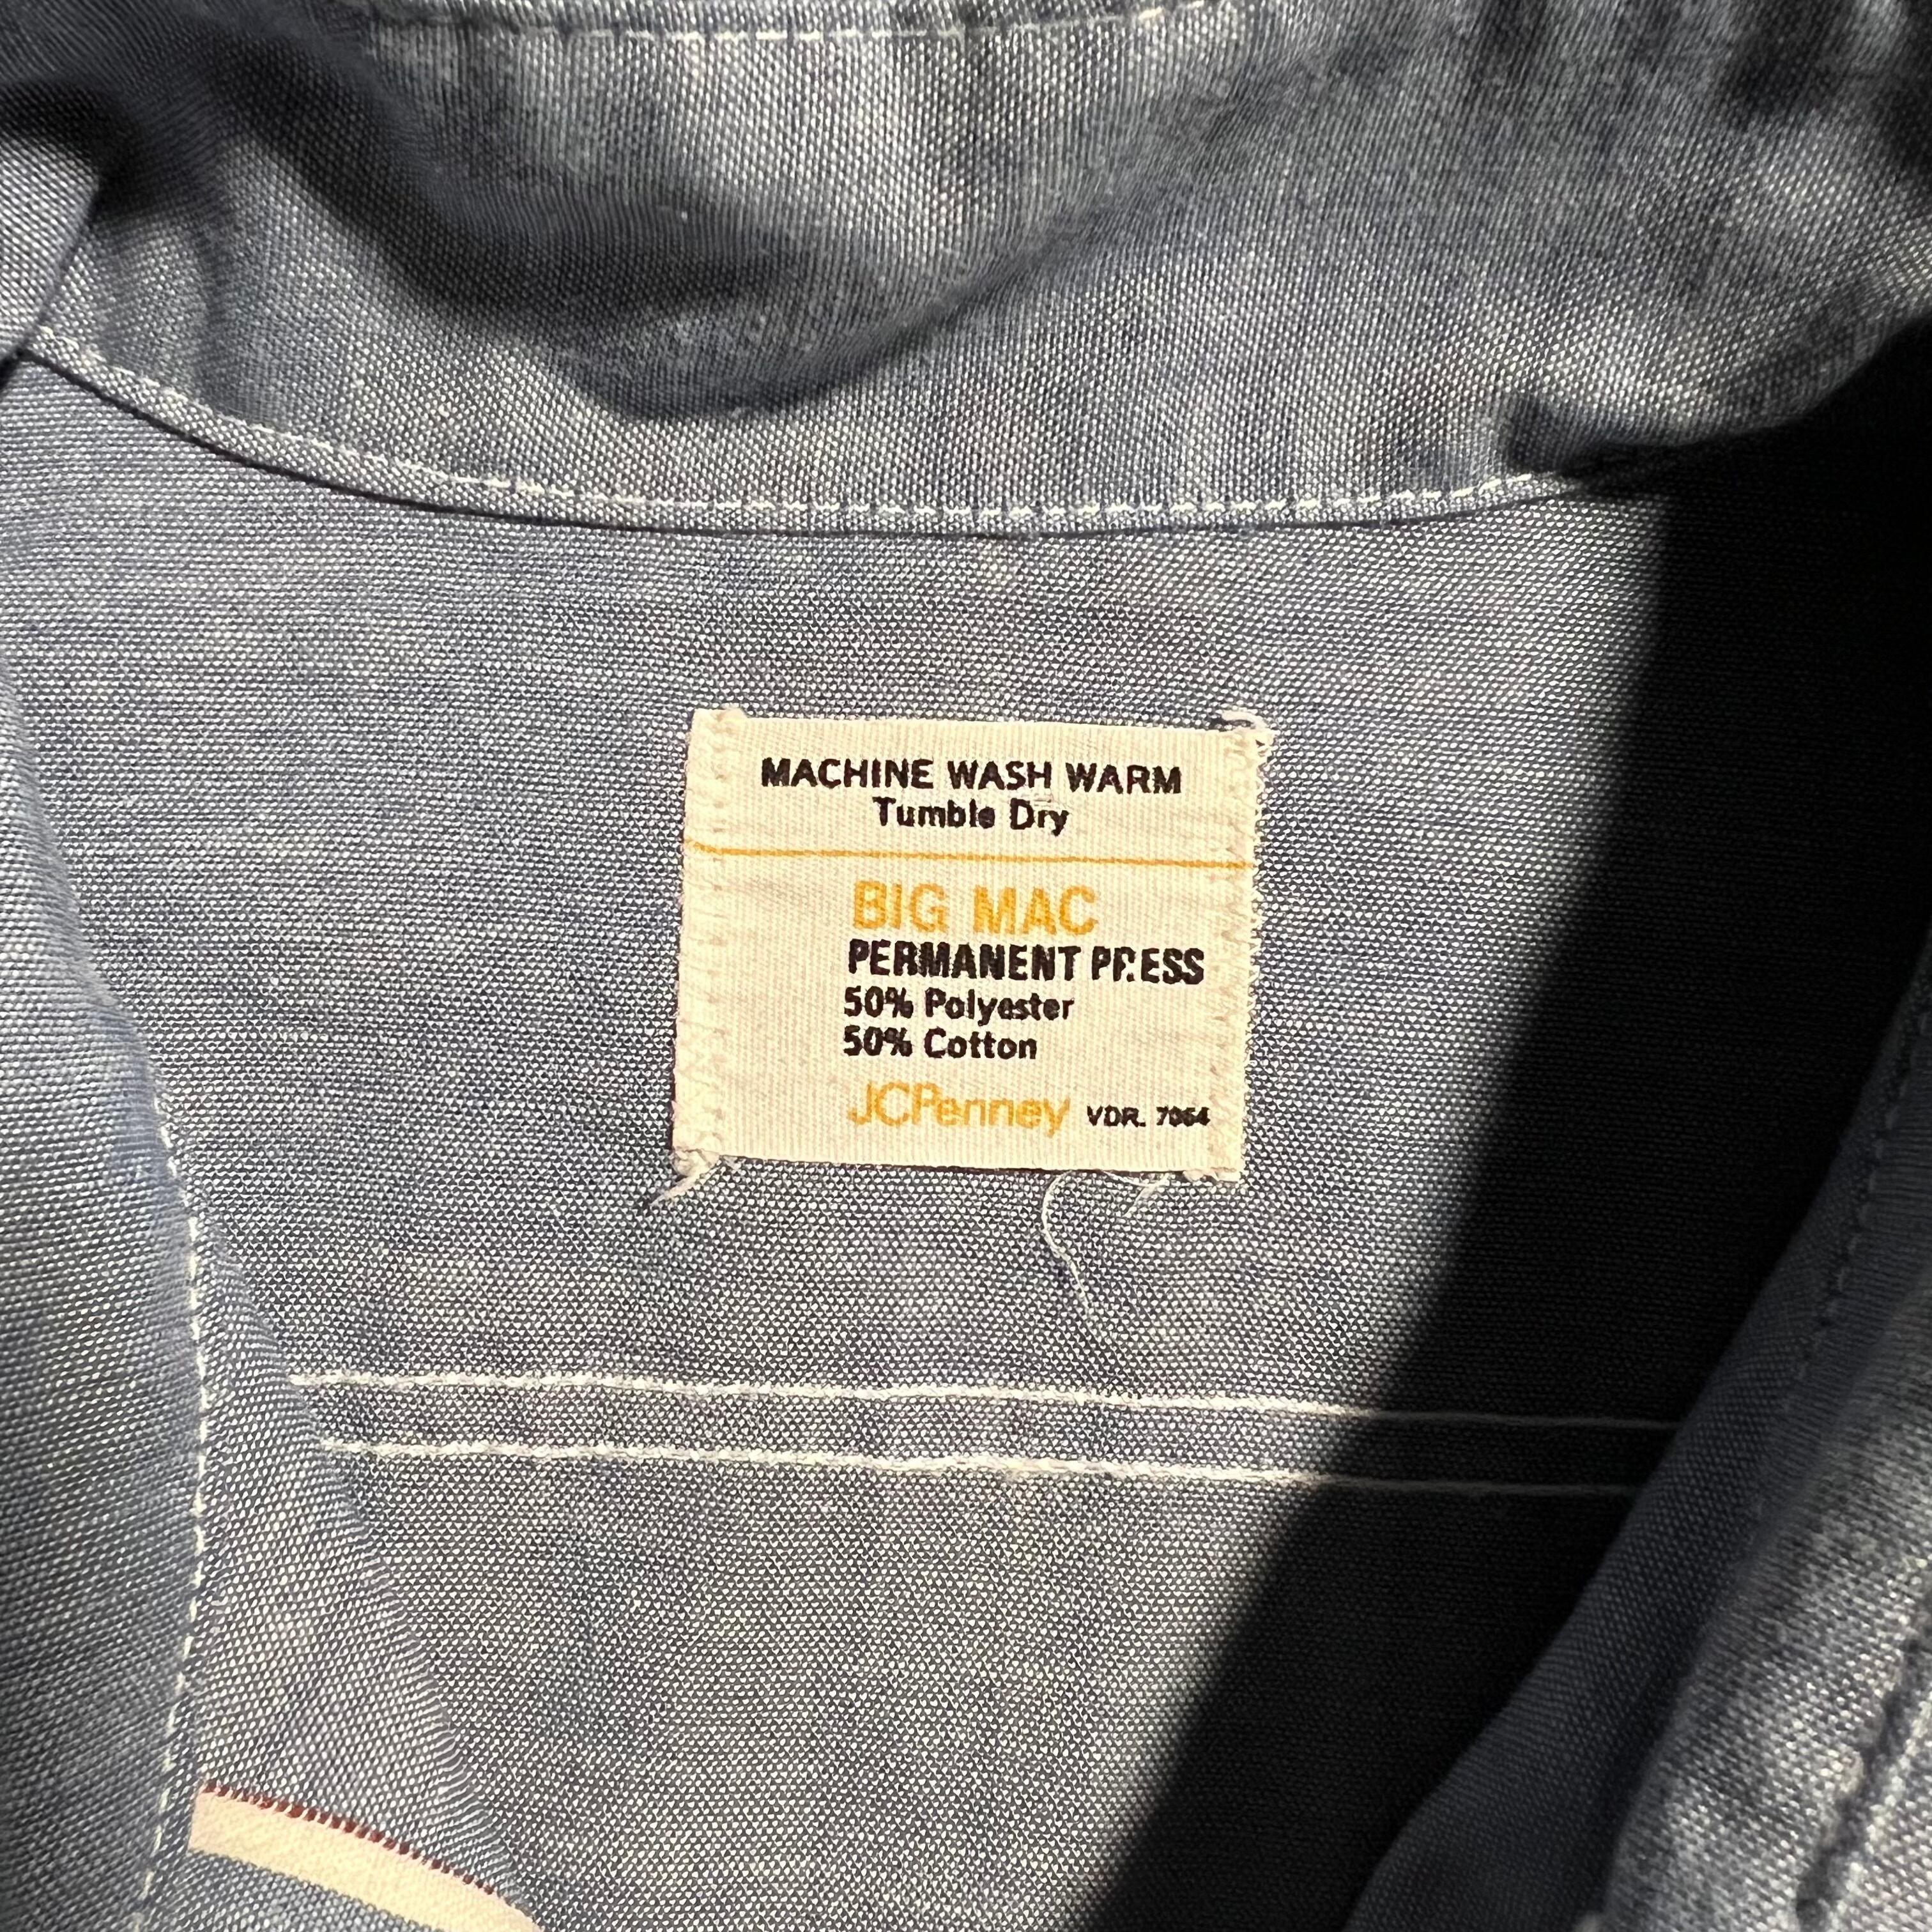 MACHINE WASH WARM
Tumble Dry
BIG MAC
PERMANENT PRESS
50% Polyester
50% Cotton
JCPenney VDR. 7064